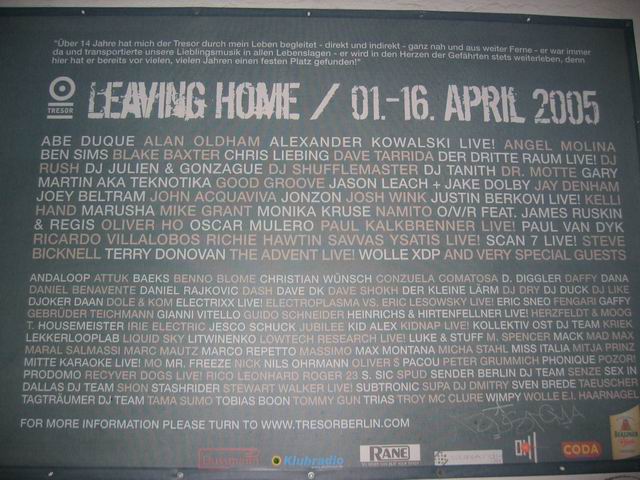 "Über 14 Jahre hat mich der Tresor durch mein Leben begleitet - direkt und indirekt - ganz nah und aus weiter Ferne - er war immer
da und transportierte unsere Lieblingsmusik in allen Lebenslagen - er wird in den Herzen der Gefährten stets weiterleben, denn
hier hat er bereits vor vielen, vielen Jahren einen festen Platz gefunden!"
TRESOR
LEAVING HOME / 01.-16. APRIL 2005
ABE DUQUE ALAN OLDHAM ALEXANDER KOWALSKI LIVE! ANGEL MOLINA
BEN SIMS BLAKE BAXTER CHRIS LIEBING DAVE TARRIDA DER DRITTE RAUM LIVE! DJ
RUSH DJ JULIEN & GONZAGUE DJ SHUFFLEMASTER DJ TANITH DR. MOTTE GARY
MARTIN AKA TEKNOTIKA GOOD GROOVE JASON LEACH + JAKE DOLBY JAY DENHAM
JOEY BELTRAM JOHN ACQUAVIVA JONZON JOSH WINK JUSTIN BERKOVI LIVE! KELLI
HAND MARUSHA MIKE GRANT MONIKA KRUSE NAMITO O/V/R FEAT. JAMES RUSKIN
& REGIS OLIVER HO OSCAR MULERO PAUL KALKBRENNER LIVE! PAUL VAN DYK
RICARDO VILLALOBOS RICHIE HAWTIN SAVVAS YSATIS LIVE! SCAN 7 LIVE! STEVE
BICKNELL TERRY DONOVAN THE ADVENT LIVE! WOLLE XDP AND VERY SPECIAL GUESTS
ANDALOOP ATTUK BAEKS BENNO BLOME CHRISTIAN WÜNSCH CONZUELA COMATOSA D. DIGGLER DAFFY DANA
DANIEL BENAVENTE DANIEL RAJKOVIC DASH DAVE DK DAVE SHOKH DER KLEINE LÄRM DJ DRY DJ DUCK DJ LIKE
DJOKER DAAN DOLE & KOM ELECTRIXX LIVE! ELECTROPLASMA VS. ERIC LESOWSKY LIVE! ERIC SNEO FENGARI GAFFY
GEBRÜDER TEICHMANN GIANNI VITELLO GUIDO SCHNEIDER HEINRICHS & HIRTENFELLNER LIVE! HERZFELDT & MOOG
T. HOUSEMEISTER IRIE ELECTRIC JESCO SCHUCK JUBILEE KID ALEX KIDNAP LIVE! KOLLEKTIV OST DJ TEAM KRIEK
LEKKERLOOPLAB LIQUID SKY LITWINENKO LOWTECH RESEARCH LIVE! LUKE & STUFF M. SPENCER MACK MAD MAX
MARAL SALMASSI MARC MAUTZ MARCO REPETTO MASSIMO MAX MONTANA MICHA STAHL MISS ITALIA MITJA PRINZ
MITTE KARAOKE LIVE! MO MR. FREEZE NICK NILS OHRMANN OLIVER S PACOU PETER GRUMMICH PHONIQUE POZOR!
PRODOMO RECYVER DOGS LIVE! RICO LEONHARD ROGER 23 S. SIC SPUD SENDER BERLIN DJ TEAM SENZE SEX IN
DALLAS DJ TEAM SHON STASHRIDER STEWART WALKER LIVE! SUBTRONIC SUPA DJ DMITRY SVEN BREDE TAEUSCHER
TAGTRÄUMER DJ TEAM TAMA SUMO TOBIAS BOON TOMMY GUN TRIAS TROY MC CLURE WIMPY WOLLE E.I. HAARNAGEL
FOR MORE INFORMATION PLEASE TURN TO WWW.TRESORBERLIN.COM
Dussmann Klubradio RANE CODA BERLINER